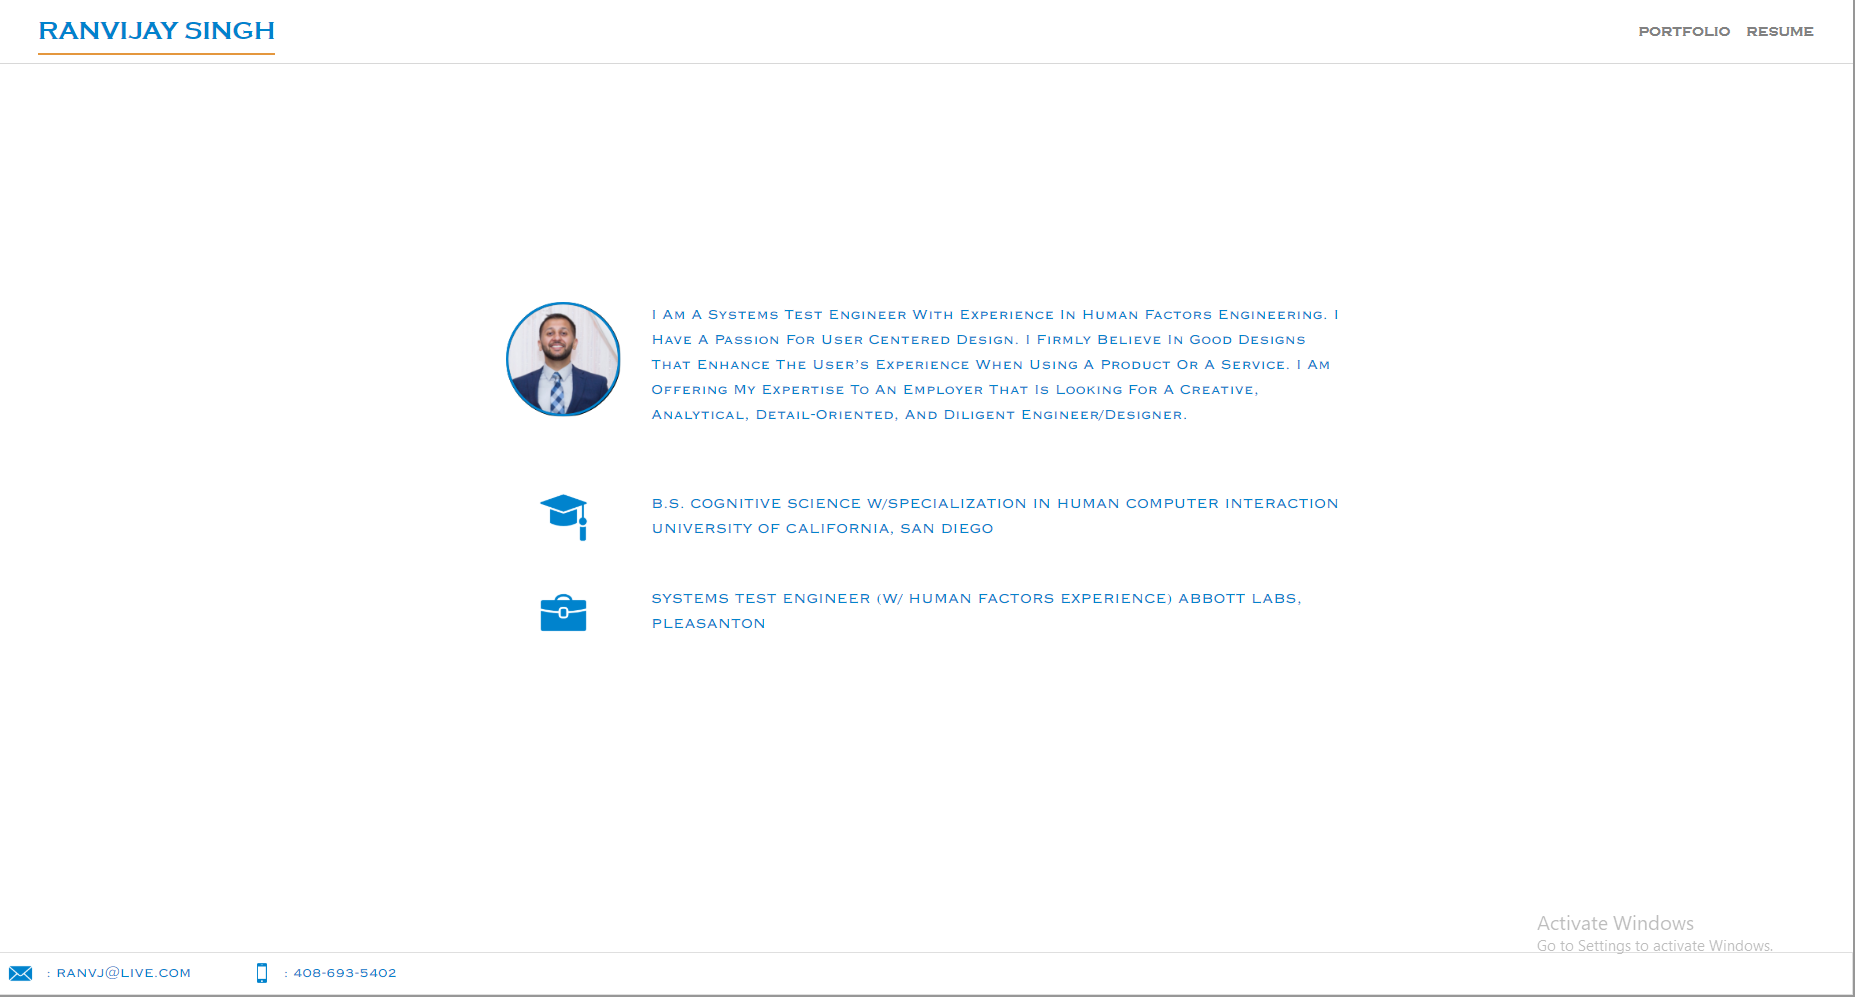 RANVIJAY SINGH
PORTFOLIO RESUME
I Am A Systems Test Engineer With Experience In Human Factors Engineering. I
Have A Passion For User Centered Design. I Firmly Believe In Good Designs
That Enhance The User’s Experience When Using A Product Or A Service. I Am
Offering My Expertise To An Employer That Is Looking For A Creative,
Analytical, Detail-Oriented, And Diligent Engineer/Designer.
B.S. COGNITIVE SCIENCE W/SPECIALIZATION IN HUMAN COMPUTER INTERACTION
UNIVERSITY OF CALIFORNIA, SAN DIEGO
SYSTEMS TEST ENGINEER (W/ HUMAN FACTORS EXPERIENCE) ABBOTT LABS,
PLEASANTON
Activate Windows
Go to Settings to activate Windows.
: RANVJ@LIVE.COM : 408-693-5402